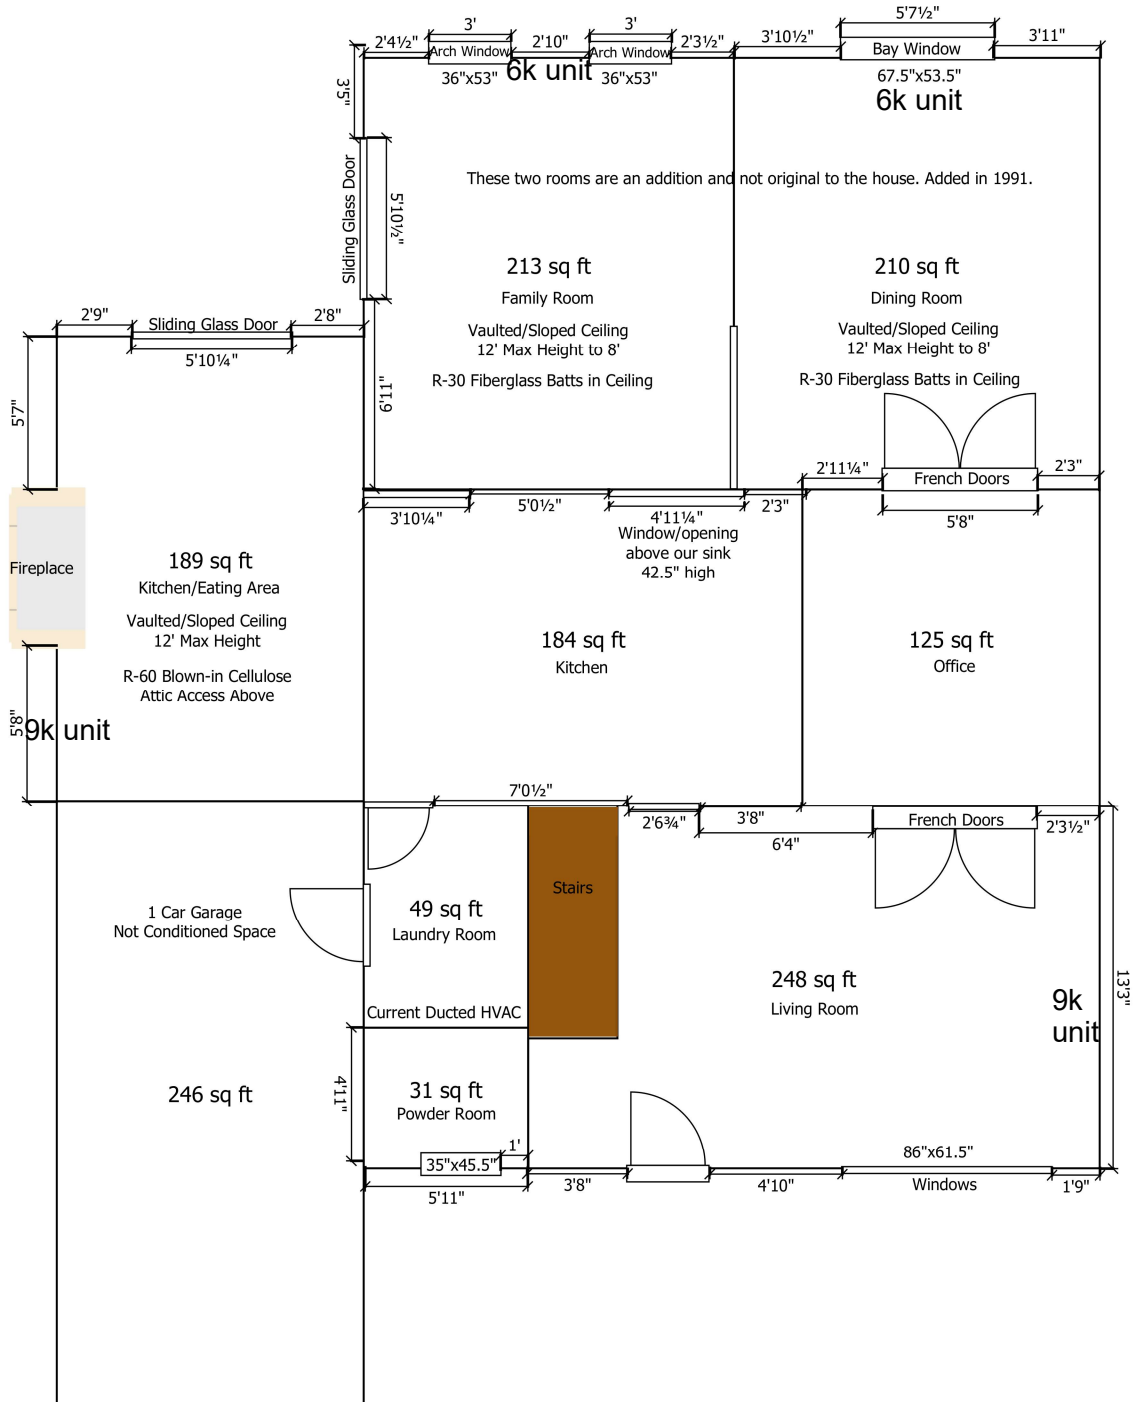 3'
3'
5'7½"
2'4½"
Arch Window
2'10"
Arch Window
2'3½"
3'10½"
Bay Window
3'11"
36"x53"
6k unit
36"x53"
67.5"x53.5"
6k unit
3'5"
These two rooms are an addition and not original to the house. Added in 1991.
Sliding Glass Door
5'10½"
213 sq ft
Family Room
Vaulted/Sloped Ceiling
12' Max Height to 8'
R-30 Fiberglass Batts in Ceiling
210 sq ft
Dining Room
Vaulted/Sloped Ceiling
12' Max Height to 8'
R-30 Fiberglass Batts in Ceiling
2'9"
Sliding Glass Door
2'8"
5'10¼"
6'11"
5'7"
2'11¼"
French Doors
2'3"
3'10¼"
5'0½"
4'11¼"
2'3"
5'8"
Window/opening
above our sink
42.5" high
Fireplace
189 sq ft
Kitchen/Eating Area
Vaulted/Sloped Ceiling
12' Max Height
R-60 Blown-in Cellulose
Attic Access Above
184 sq ft
Kitchen
125 sq ft
Office
5'8"
9k unit
7'0½"
2'6¾"
3'8"
6'4"
French Doors
2'3½"
Stairs
1 Car Garage
Not Conditioned Space
49 sq ft
Laundry Room
248 sq ft
Living Room
13'3"
9k
unit
Current Ducted HVAC
246 sq ft
4'11"
31 sq ft
Powder Room
1'
35"x45.5"
86"x61.5"
5'11"
3'8"
4'10"
Windows
1'9"